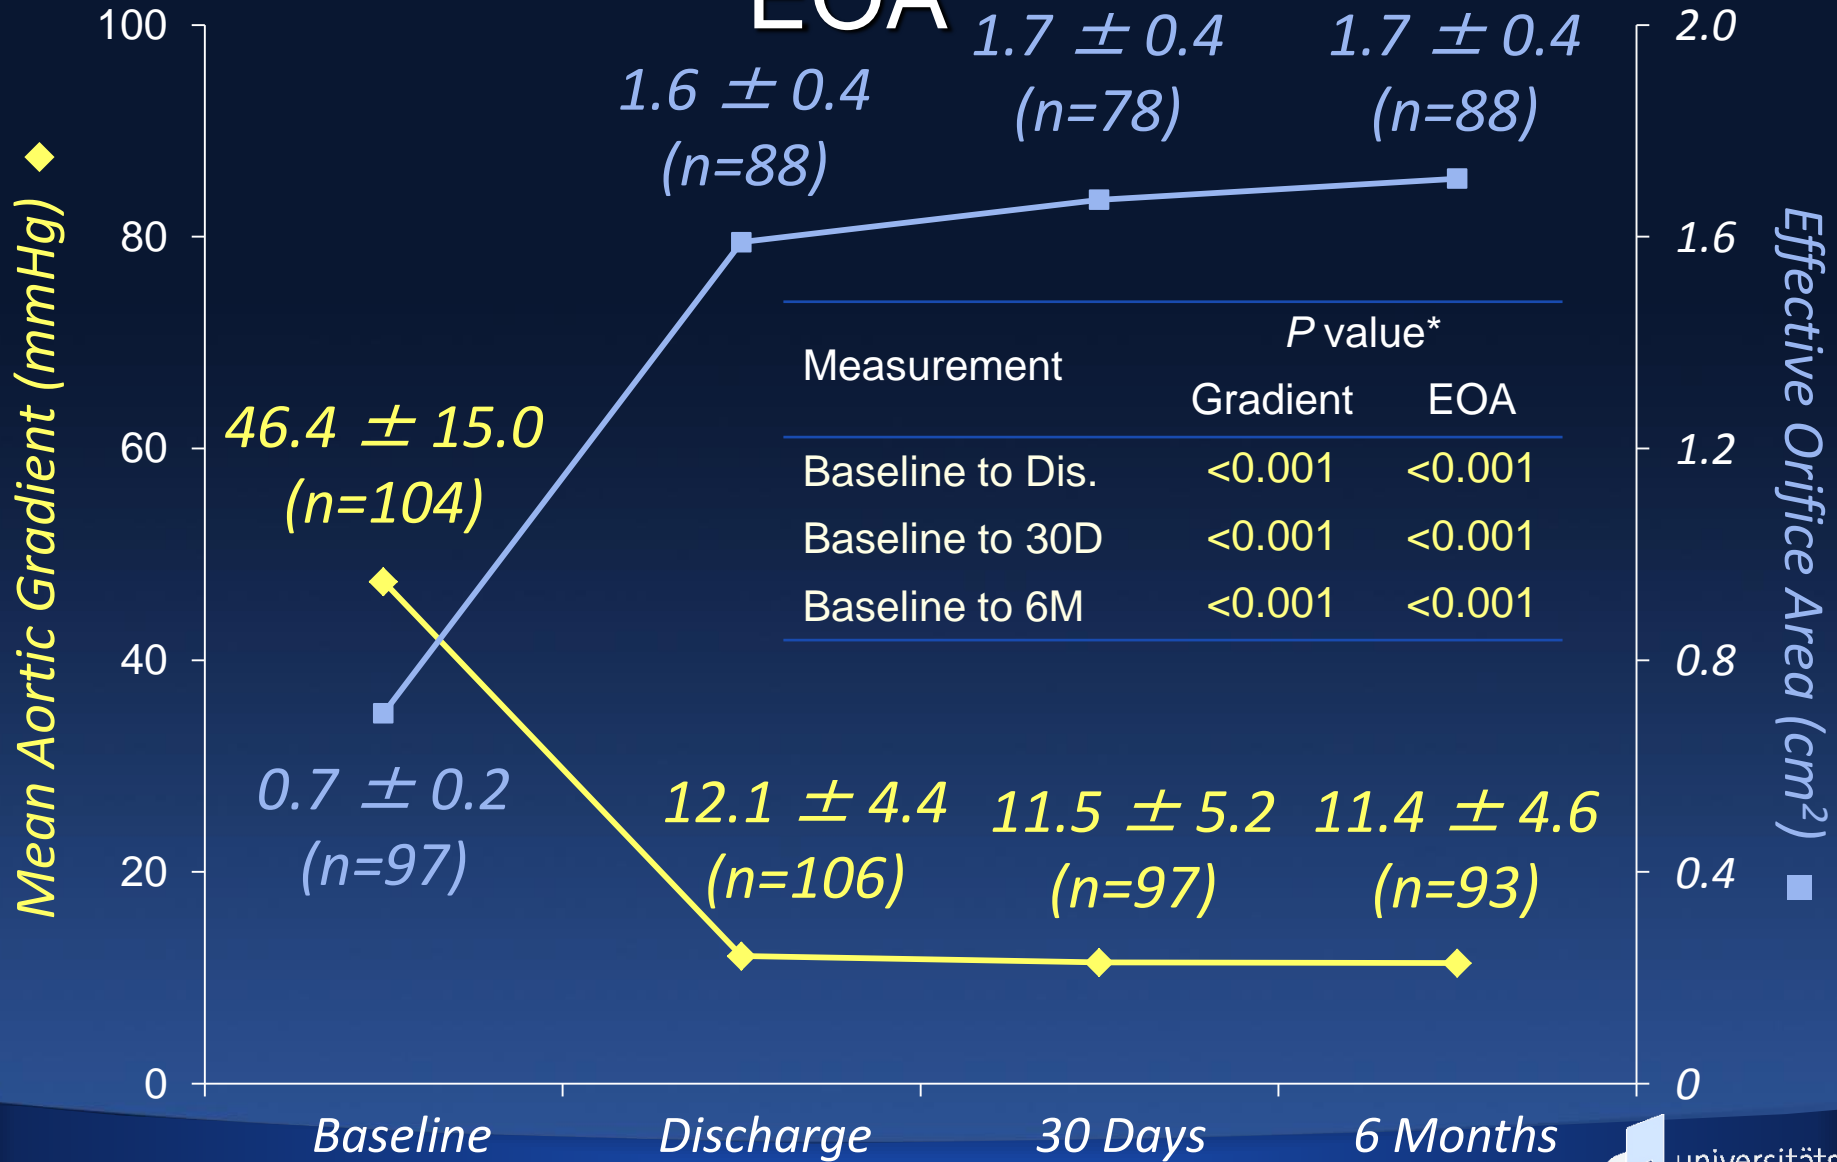 EOA
100
80
60
40
20
0
Mean Aortic Gradient (mmHg)
2.0
1.6
1.2
0.8
0.4
0
Effective Orifice Area (cm²)
1.6 ± 0.4
(n=88)
1.7 ± 0.4
(n=78)
1.7 ± 0.4
(n=88)
46.4 ± 15.0
(n=104)
0.7 ± 0.2
(n=97)
12.1 ± 4.4
(n=106)
11.5 ± 5.2
(n=97)
11.4 ± 4.6
(n=93)
Measurement P value*
Gradient EOA
Baseline to Dis. <0.001 <0.001
Baseline to 30D <0.001 <0.001
Baseline to 6M <0.001 <0.001
Baseline Discharge 30 Days 6 Months